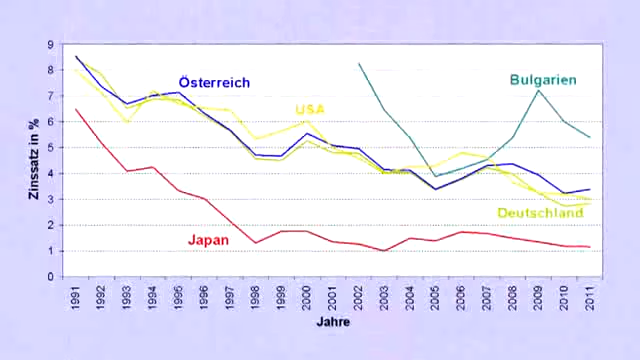 9
8
7
6
5
4
3
2
1
0
Zinssatz in %
Österreich
USA
Bulgarien
Deutschland
Japan
1991 1992 1993 1994 1995 1996 1997 1998 1999 2000 2001 2002 2003 2004 2005 2006 2007 2008 2009 2010 2011
Jahre